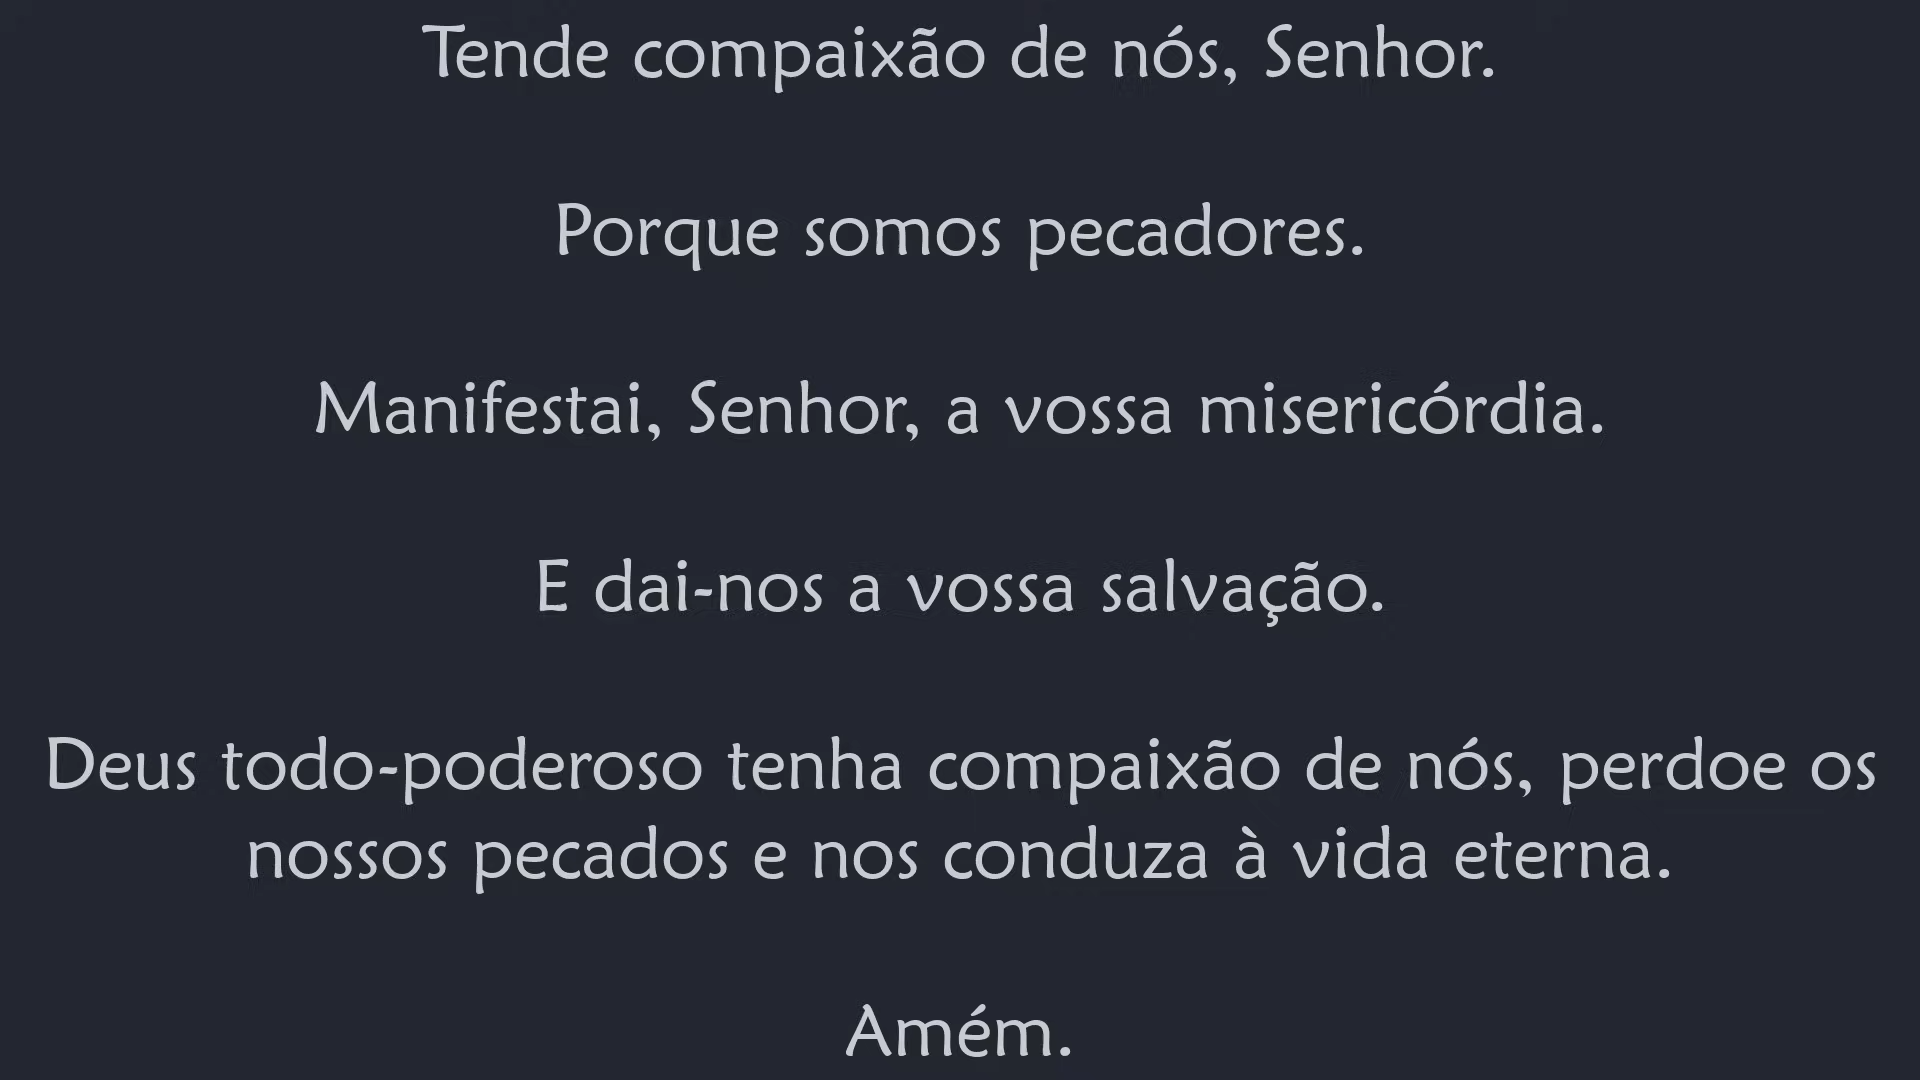 Tende compaixão de nós, Senhor.
Porque somos pecadores.
Manifestai, Senhor, a vossa misericórdia.
E dai-nos a vossa salvação.
Deus todo-poderoso tenha compaixão de nós, perdoe os
nossos pecados e nos conduza à vida eterna.
Amém.